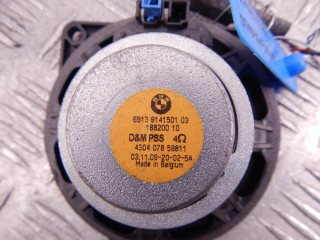 BMW
6513 9141501 03
188200 10
D&M PSS 4Ω
4304 078 59811
03.11.09-20-02-5A
Made in Belgium